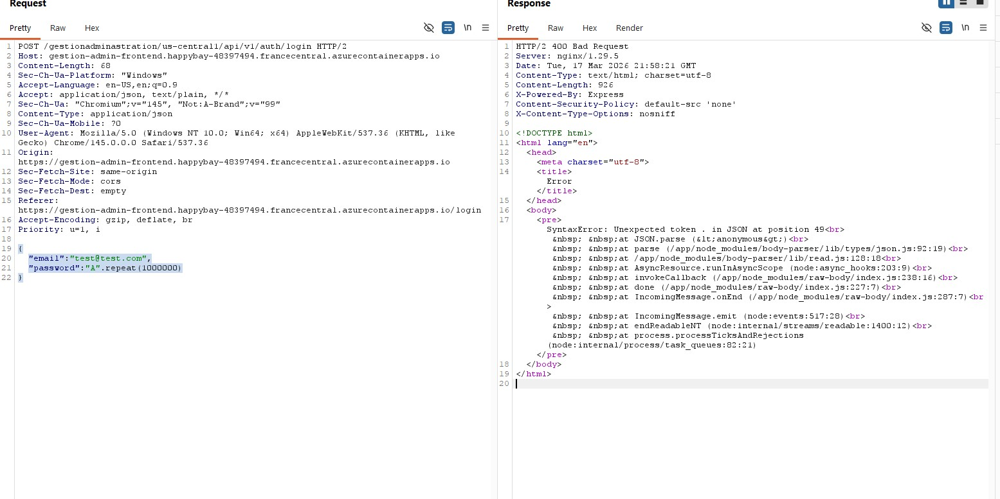 Request
Pretty Raw Hex
\n
1 POST /gestionadminastration/us-central1/api/v1/auth/login HTTP/2
2 Host: gestion-admin-frontend.happybay-48397494.francecentral.azurecontainerapps.io
3 Content-Length: 68
4 Sec-Ch-Ua-Platform: "Windows"
5 Accept-Language: en-US,en;q=0.9
6 Accept: application/json, text/plain, */*
7 Sec-Ch-Ua: "Chromium";v="145", "Not:A-Brand";v="99"
8 Content-Type: application/json
9 Sec-Ch-Ua-Mobile: ?0
10 User-Agent: Mozilla/5.0 (Windows NT 10.0; Win64; x64) AppleWebKit/537.36 (KHTML, like
Gecko) Chrome/145.0.0.0 Safari/537.36
11 Origin:
https://gestion-admin-frontend.happybay-48397494.francecentral.azurecontainerapps.io
12 Sec-Fetch-Site: same-origin
13 Sec-Fetch-Mode: cors
14 Sec-Fetch-Dest: empty
15 Referer:
https://gestion-admin-frontend.happybay-48397494.francecentral.azurecontainerapps.io/login
16 Accept-Encoding: gzip, deflate, br
17 Priority: u=1, i
18
19 {
20 "email":"test@test.com",
21 "password":"A".repeat(1000000)
22 }
Response
Pretty Raw Hex Render
\n
1 HTTP/2 400 Bad Request
2 Server: nginx/1.29.5
3 Date: Tue, 17 Mar 2026 21:58:21 GMT
4 Content-Type: text/html; charset=utf-8
5 Content-Length: 926
6 X-Powered-By: Express
7 Content-Security-Policy: default-src 'none'
8 X-Content-Type-Options: nosniff
9
10 <!DOCTYPE html>
11 <html lang="en">
12 <head>
13 <meta charset="utf-8">
14 <title>
Error
</title>
15 </head>
16 <body>
17 <pre>
SyntaxError: Unexpected token . in JSON at position 49<br>
&nbsp; &nbsp;at JSON.parse (&lt;anonymous&gt;)<br>
&nbsp; &nbsp;at parse (/app/node_modules/body-parser/lib/types/json.js:92:19)<br>
&nbsp; &nbsp;at /app/node_modules/body-parser/lib/read.js:128:18<br>
&nbsp; &nbsp;at AsyncResource.runInAsyncScope (node:async_hooks:203:9)<br>
&nbsp; &nbsp;at invokeCallback (/app/node_modules/raw-body/index.js:238:16)<br>
&nbsp; &nbsp;at done (/app/node_modules/raw-body/index.js:227:7)<br>
&nbsp; &nbsp;at IncomingMessage.onEnd (/app/node_modules/raw-body/index.js:287:7)<br
>
&nbsp; &nbsp;at IncomingMessage.emit (node:events:517:28)<br>
&nbsp; &nbsp;at endReadableNT (node:internal/streams/readable:1400:12)<br>
&nbsp; &nbsp;at process.processTicksAndRejections
(node:internal/process/task_queues:82:21)
</pre>
18 </body>
19 </html>
20